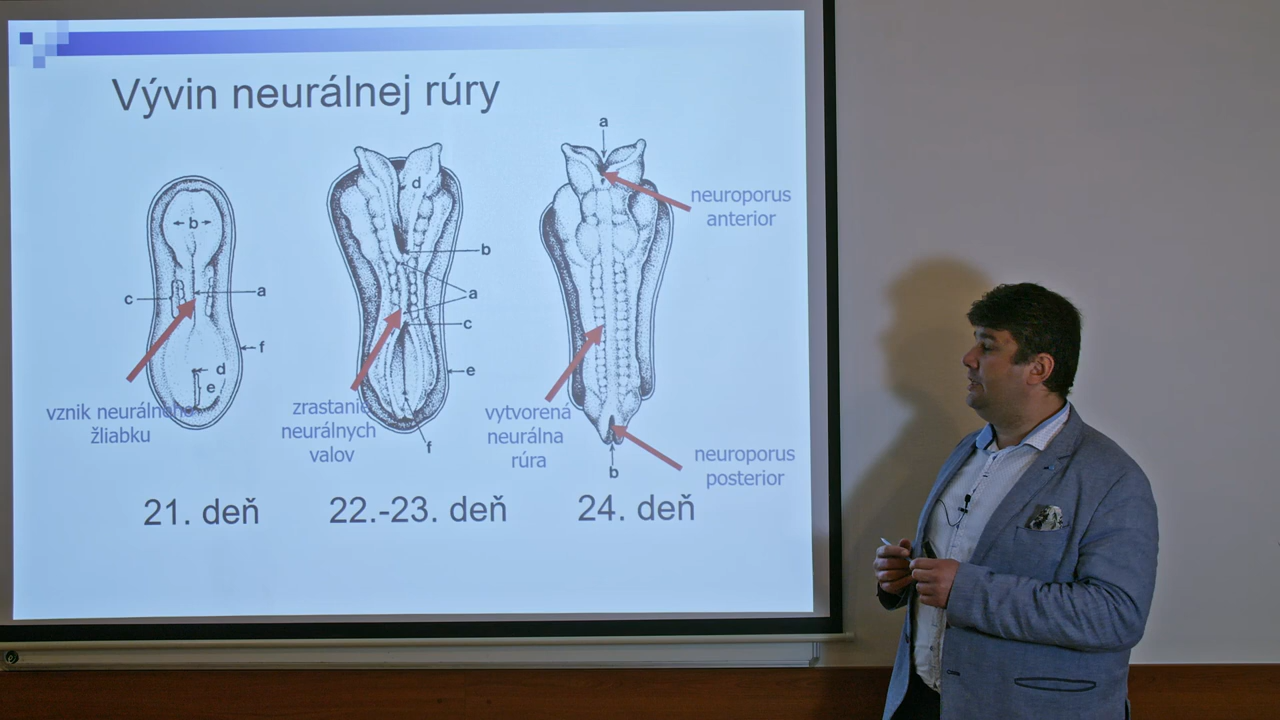 Vývin neurálnej rúry
b
c
a
f
d
e
vznik neurálneho
žliabku
21. deň
d
b
a
c
e
f
zrastanie
neurálnych
valov
22.-23. deň
a
neuroporus
anterior
vytvorená
neurálna
rúra
neuroporus
posterior
b
24. deň